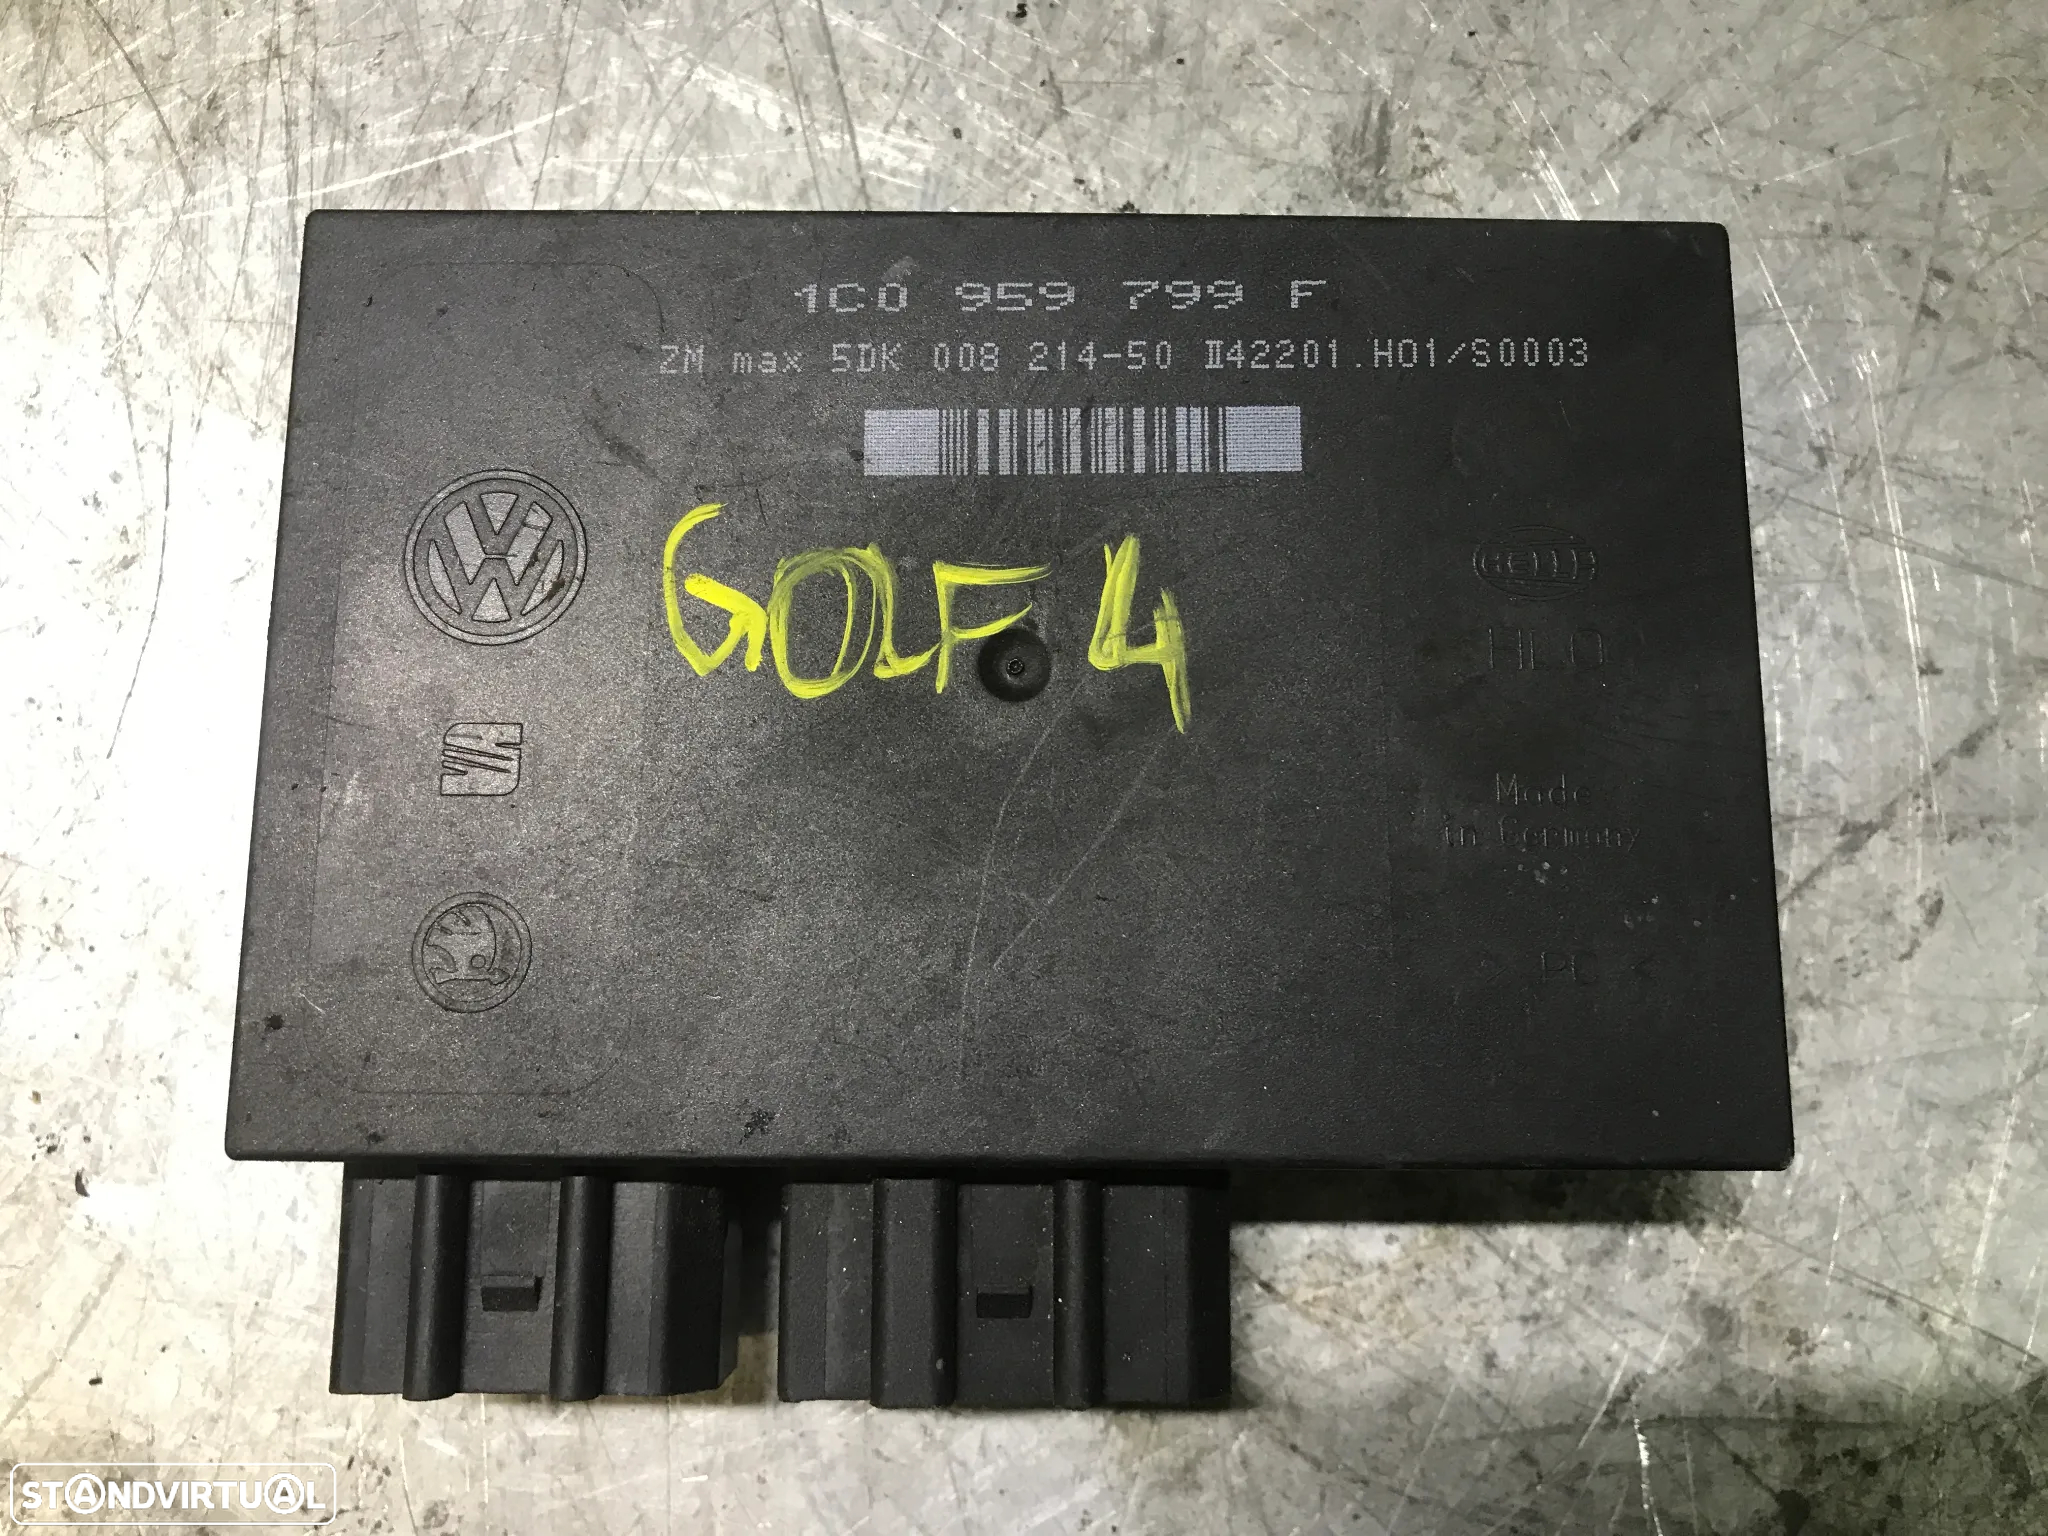 1C0 959 799 F
ZM max 5DK 008 214-50 II42201.H01/S0003
VW
GOLF 4
HELLA
Made
in Germany
> PC <
STANDVIRTUAL